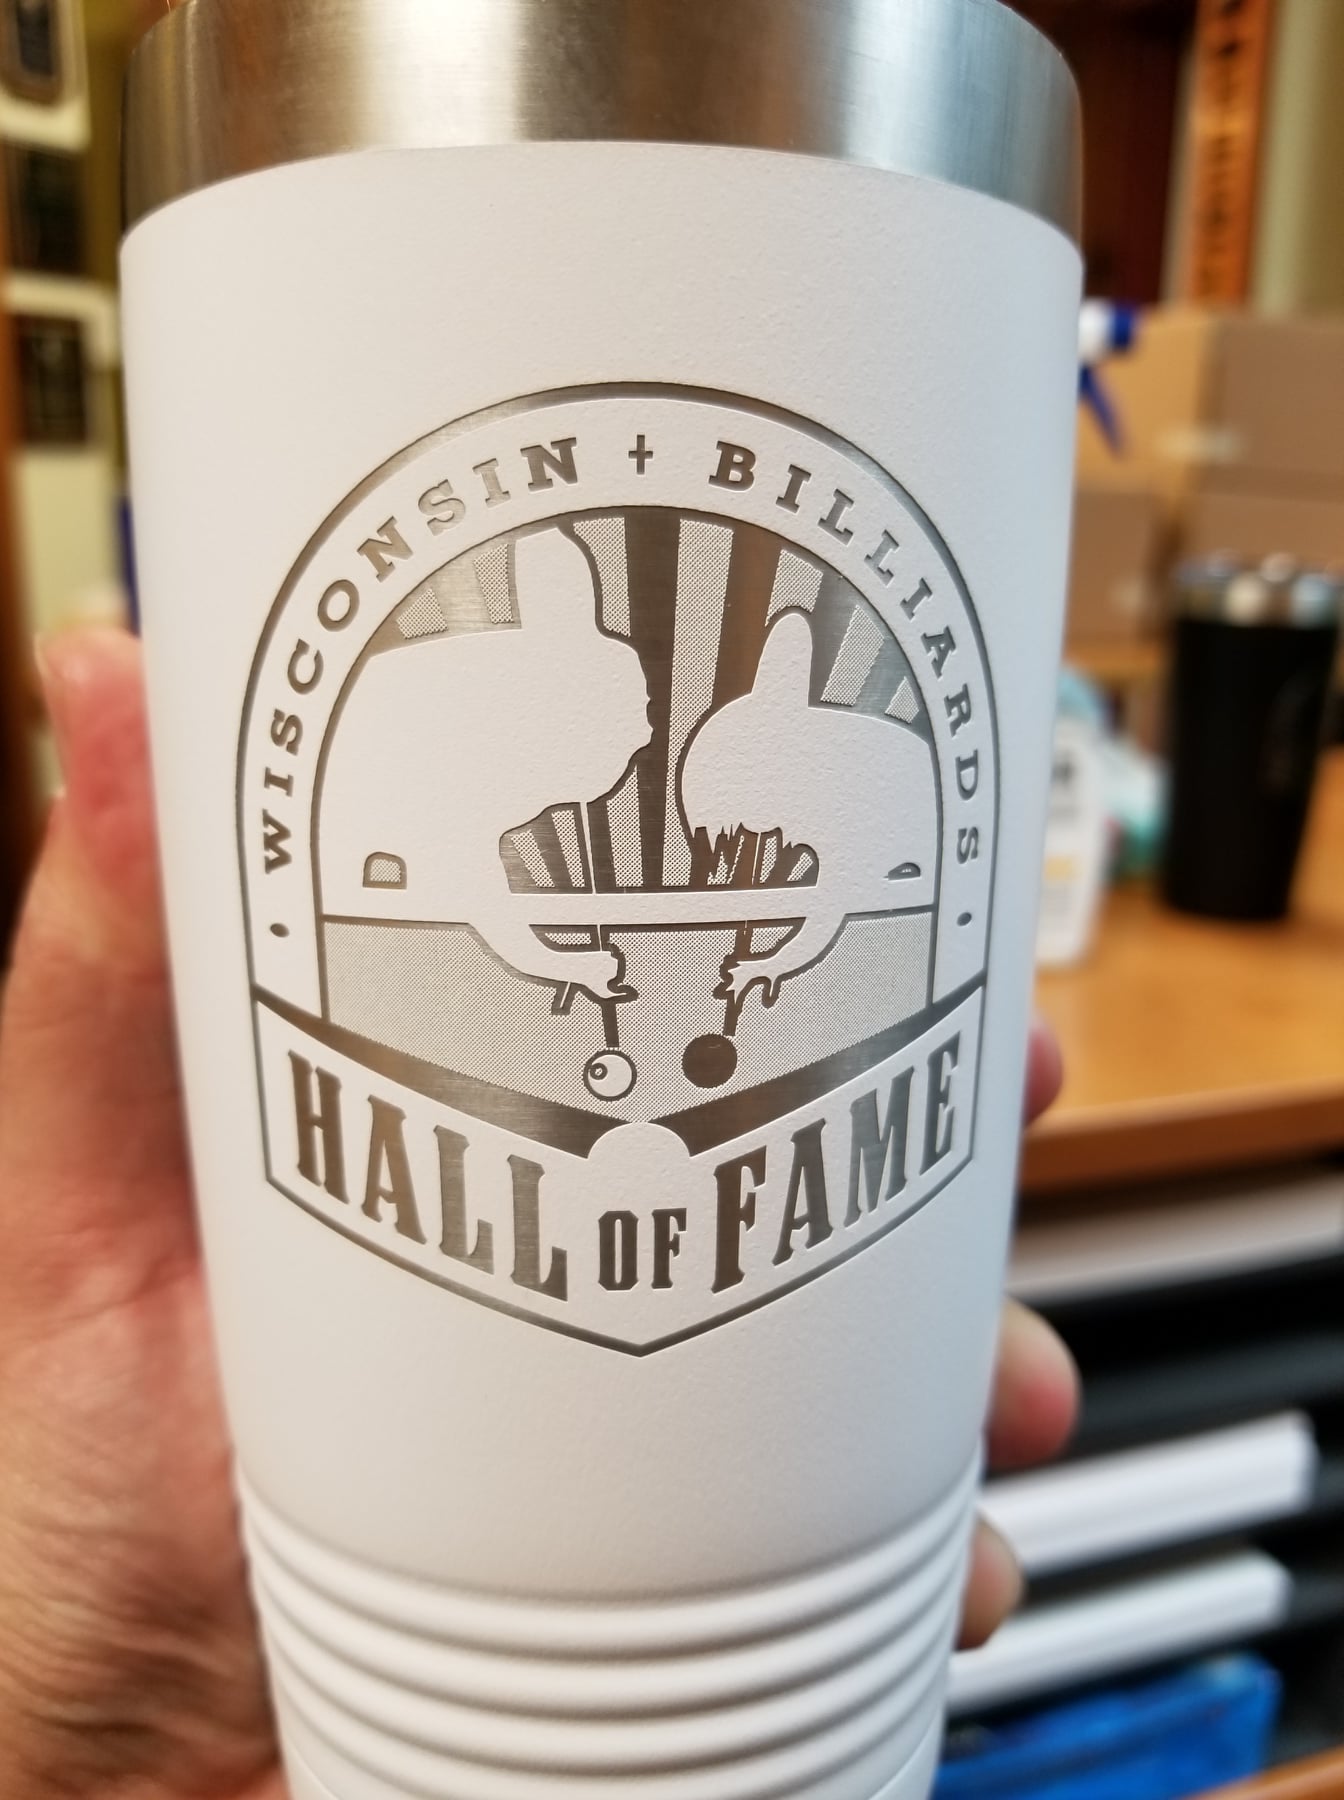 WISCONSIN + BILLIARDS
HALL OF FAME